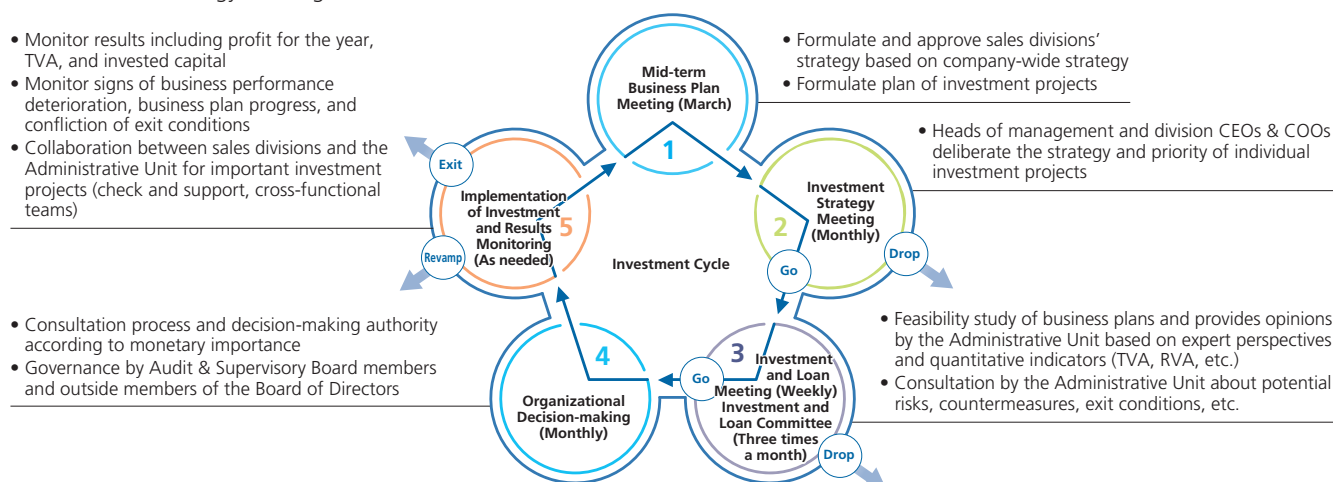 • Monitor results including profit for the year,
TVA, and invested capital
• Monitor signs of business performance
deterioration, business plan progress, and
confliction of exit conditions
• Collaboration between sales divisions and the
Administrative Unit for important investment
projects (check and support, cross-functional
teams)
Mid-term
Business Plan
Meeting (March)
1
• Formulate and approve sales divisions’
strategy based on company-wide strategy
• Formulate plan of investment projects
• Heads of management and division CEOs & COOs
deliberate the strategy and priority of individual
investment projects
Exit
Implementation
of Investment
and Results
Monitoring
(As needed)
5
Revamp
Investment Cycle
2
Investment
Strategy
Meeting
(Monthly)
Go
Drop
• Consultation process and decision-making authority
according to monetary importance
• Governance by Audit & Supervisory Board members
and outside members of the Board of Directors
4
Organizational
Decision-making
(Monthly)
Go
3
Investment
and Loan
Meeting (Weekly)
Investment and
Loan Committee
(Three times
a month)
Drop
• Feasibility study of business plans and provides opinions
by the Administrative Unit based on expert perspectives
and quantitative indicators (TVA, RVA, etc.)
• Consultation by the Administrative Unit about potential
risks, countermeasures, exit conditions, etc.